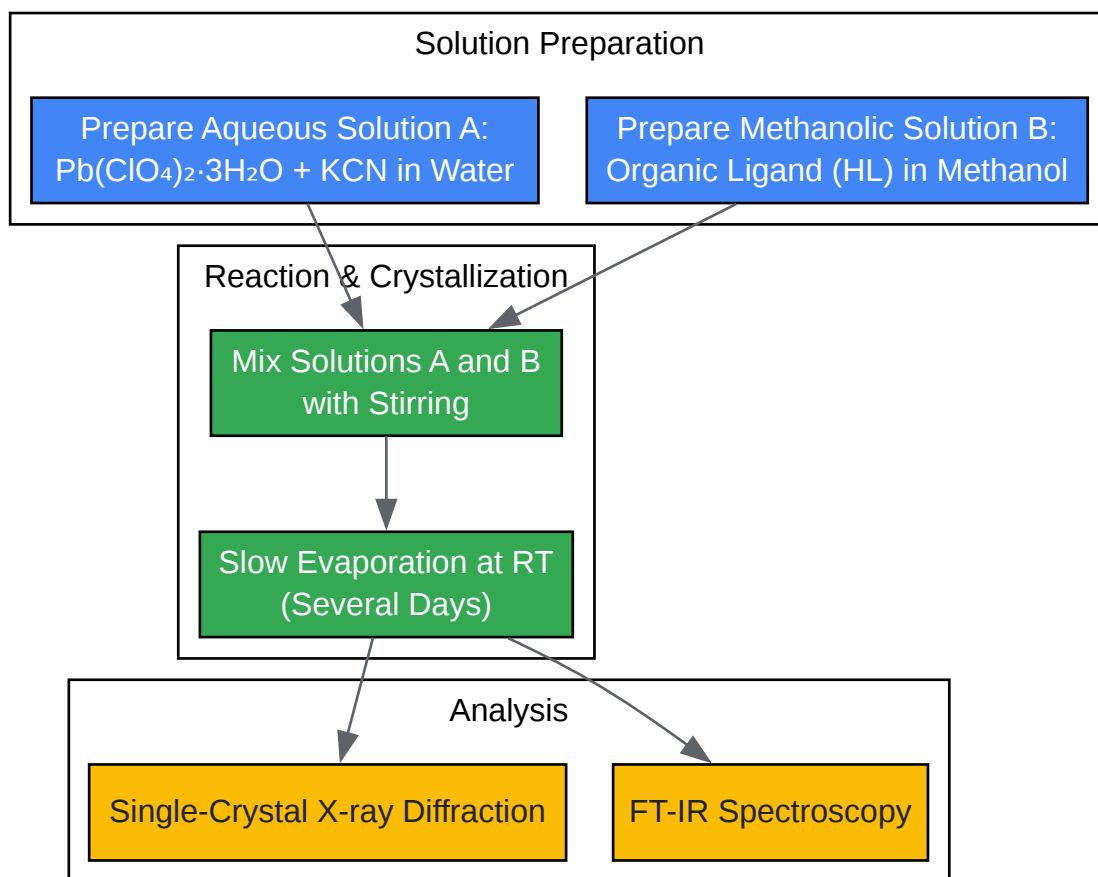 Solution Preparation
Prepare Aqueous Solution A:
Pb(ClO₄)₂·3H₂O + KCN in Water
Prepare Methanolic Solution B:
Organic Ligand (HL) in Methanol
Reaction & Crystallization
Mix Solutions A and B
with Stirring
Slow Evaporation at RT
(Several Days)
Analysis
Single-Crystal X-ray Diffraction
FT-IR Spectroscopy